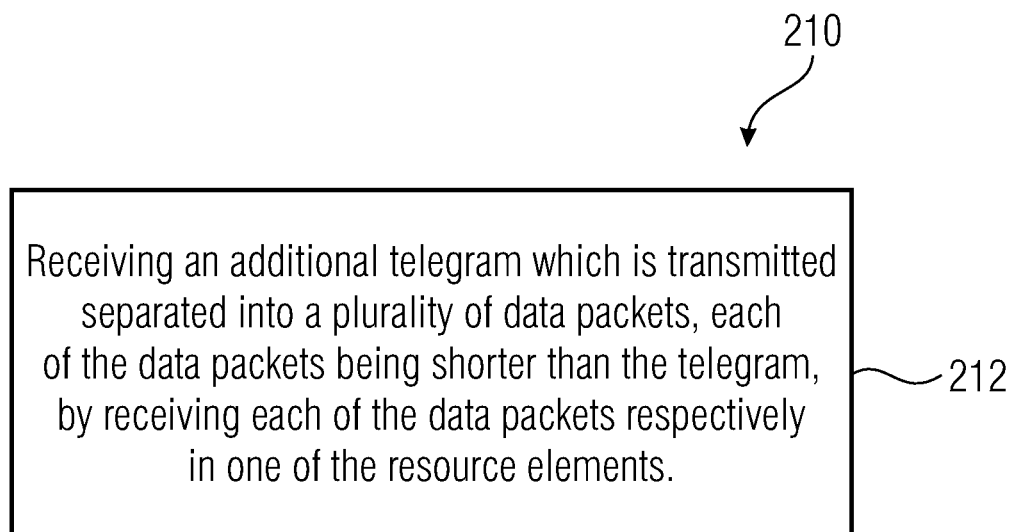 210
Receiving an additional telegram which is transmitted
separated into a plurality of data packets, each
of the data packets being shorter than the telegram,
by receiving each of the data packets respectively
in one of the resource elements.
212